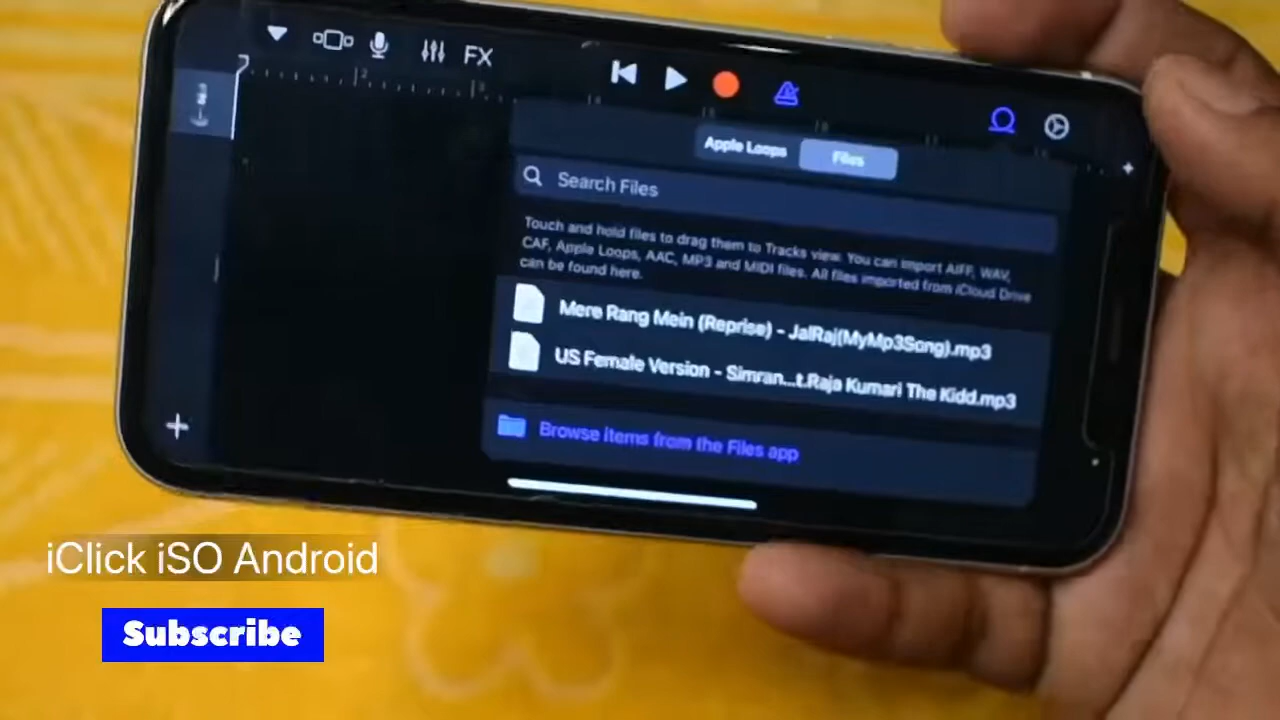 FX
2
3
Apple Loops
Files
Search Files
Touch and hold files to drag them to Tracks view. You can import AIFF, WAV,
CAF, Apple Loops, AAC, MP3 and MIDI files. All files imported from iCloud Drive
can be found here.
Mere Rang Mein (Reprise) - JalRaj(MyMp3Song).mp3
US Female Version - Simran...t.Raja Kumari The Kidd.mp3
Browse items from the Files app
iClick iSO Android
Subscribe